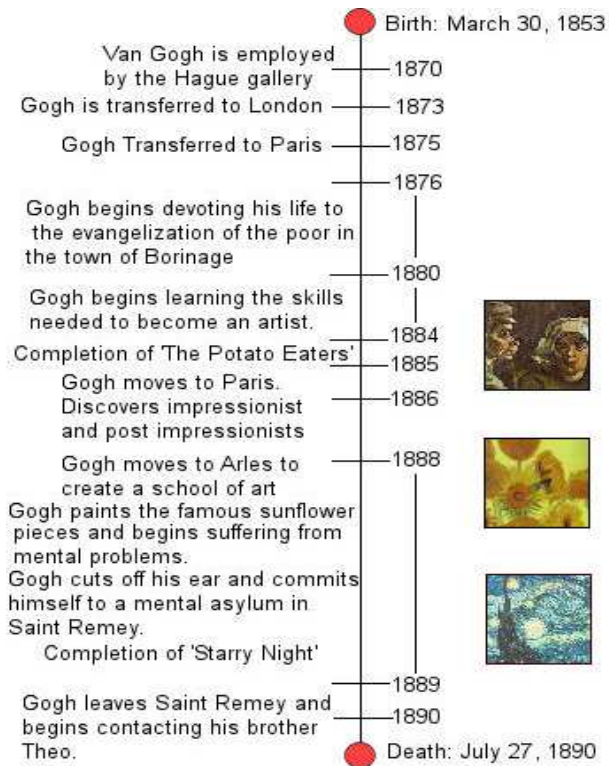 Birth: March 30, 1853
Van Gogh is employed
by the Hague gallery
1870
Gogh is transferred to London
1873
Gogh Transferred to Paris
1875
1876
Gogh begins devoting his life to
the evangelization of the poor in
the town of Borinage
1880
Gogh begins learning the skills
needed to become an artist.
1884
Completion of 'The Potato Eaters'
1885
Gogh moves to Paris.
Discovers impressionist
and post impressionists
1886
1888
Gogh moves to Arles to
create a school of art
Gogh paints the famous sunflower
pieces and begins suffering from
mental problems.
Gogh cuts off his ear and commits
himself to a mental asylum in
Saint Remey.
Completion of 'Starry Night'
1889
Gogh leaves Saint Remey and
begins contacting his brother
Theo.
1890
Death: July 27, 1890